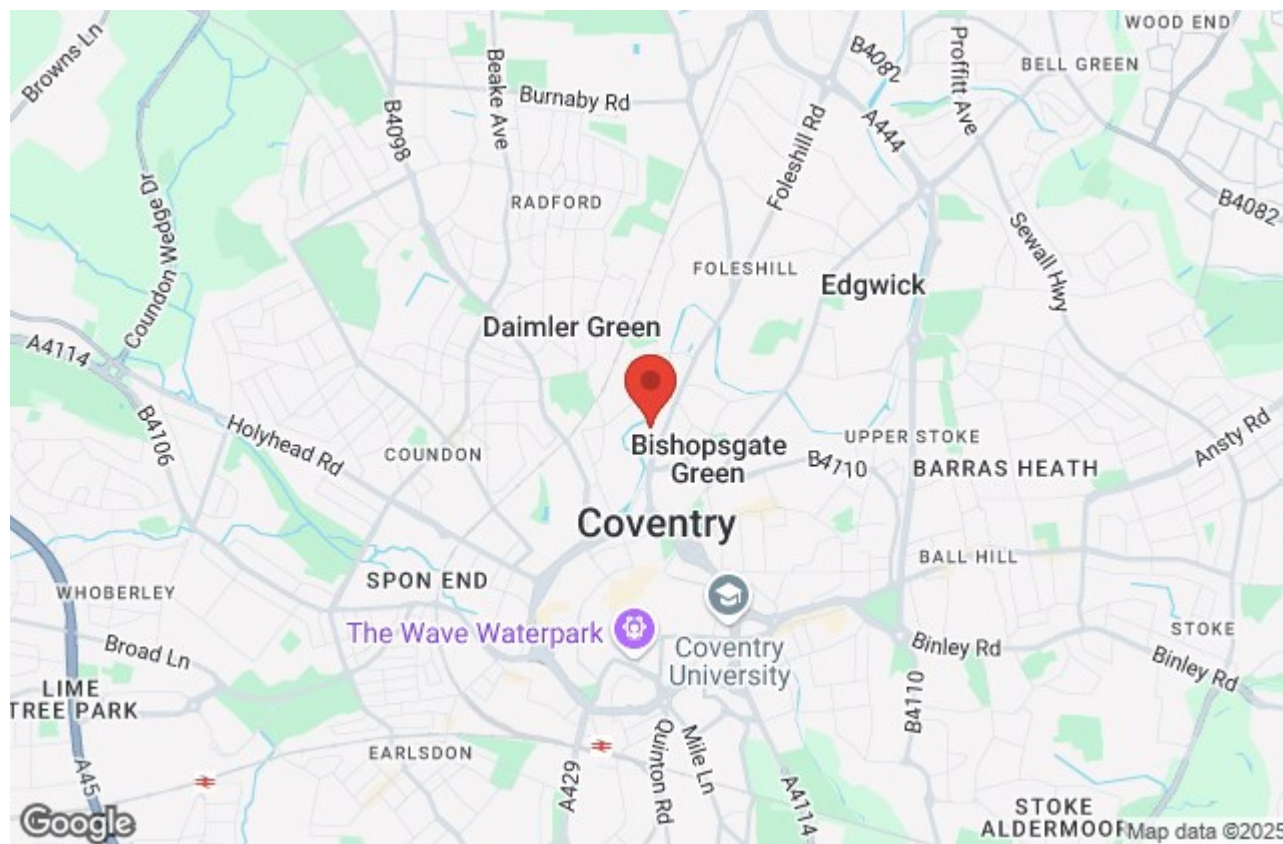 WOOD END
Browns Ln
B4082
Proffitt Ave
BELL GREEN
Beake Ave
Burnaby Rd
B4098
Foleshill Rd
A444
Coundon Wedge Dr
RADFORD
B4082
Sewall Hwy
FOLESHILL
Edgwick
Daimler Green
A4114
B4106
Holyhead Rd
COUNDON
Bishopsgate
Green
UPPER STOKE
B4110
BARRAS HEATH
Ansty Rd
Coventry
BALL HILL
SPON END
WHOBERLEY
The Wave Waterpark
Coventry
University
STOKE
Broad Ln
Binley Rd
Binley Rd
LIME
TREE PARK
B4110
EARLSDON
Quinton Rd
Mile Ln
A45
A429
A4114
STOKE
ALDERMOOR
Google
Map data ©2025